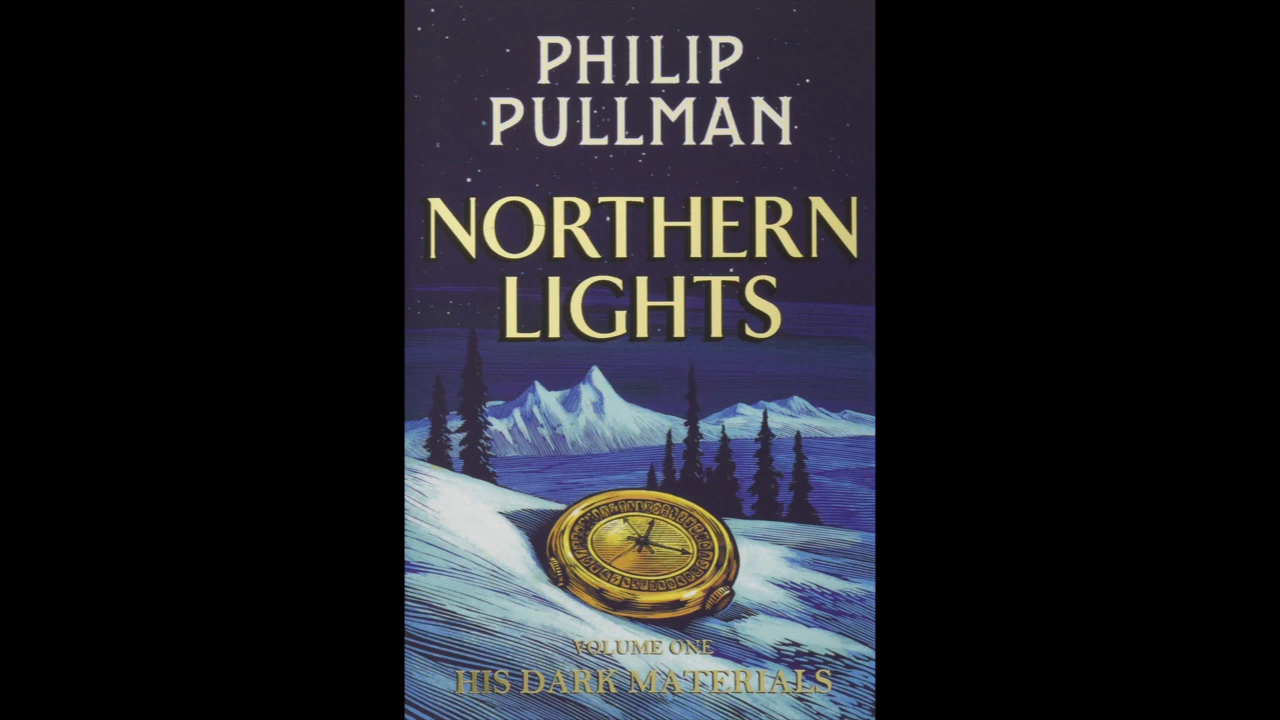 PHILIP
PULLMAN
NORTHERN
LIGHTS
VOLUME ONE
HIS DARK MATERIALS